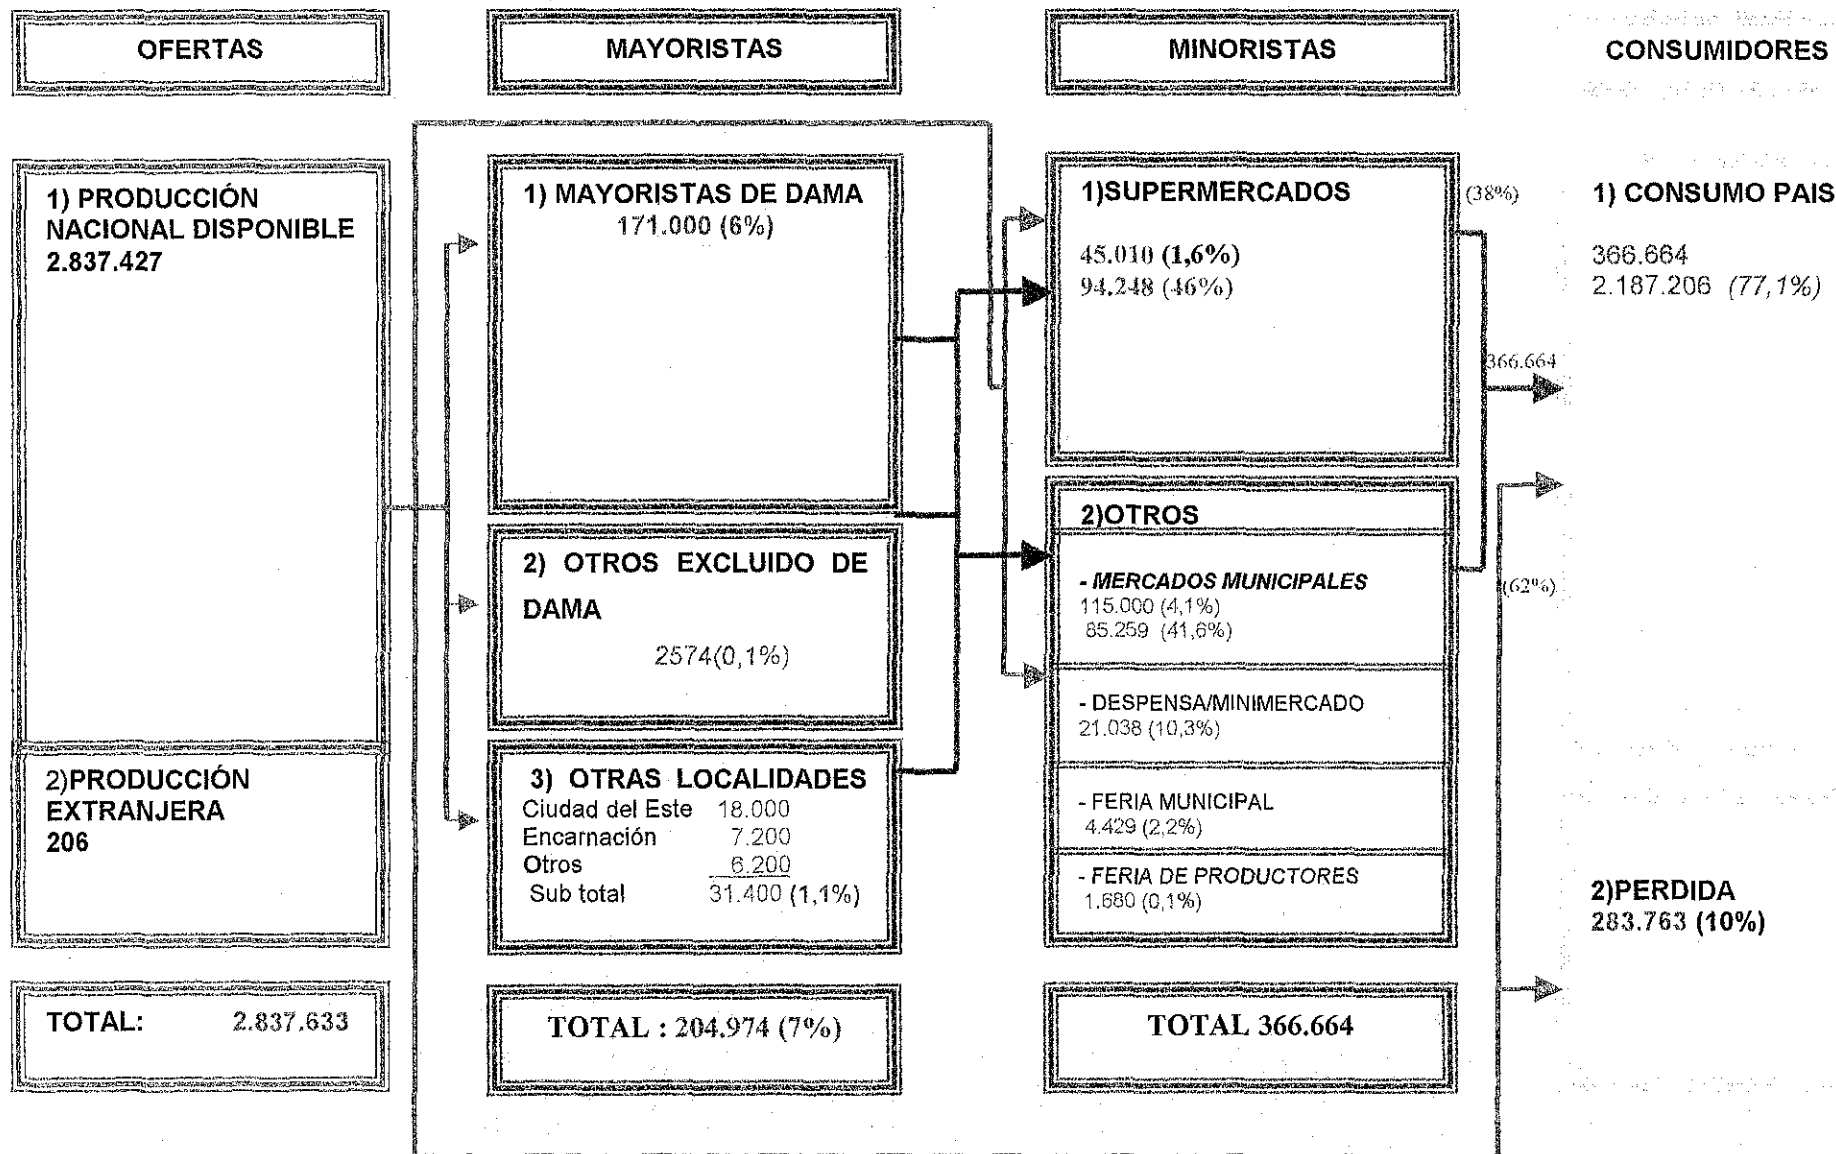 OFERTAS
MAYORISTAS
MINORISTAS
CONSUMIDORES
1) PRODUCCIÓN
NACIONAL DISPONIBLE
2.837.427
2)PRODUCCIÓN
EXTRANJERA
206
TOTAL: 2.837.633
1) MAYORISTAS DE DAMA
171.000 (6%)
2) OTROS EXCLUIDO DE
DAMA
2574(0,1%)
3) OTRAS LOCALIDADES
Ciudad del Este 18.000
Encarnación 7.200
Otros 6.200
Sub total 31.400 (1,1%)
TOTAL : 204.974 (7%)
1)SUPERMERCADOS
45.010 (1,6%)
94.248 (46%)
2)OTROS
- MERCADOS MUNICIPALES
115.000 (4,1%)
85.259 (41,6%)
- DESPENSA/MINIMERCADO
21.038 (10,3%)
- FERIA MUNICIPAL
4.429 (2,2%)
- FERIA DE PRODUCTORES
1.680 (0,1%)
TOTAL 366.664
(38%)
366.664
(62%)
1) CONSUMO PAIS
366.664
2.187.206 (77,1%)
2)PERDIDA
283.763 (10%)